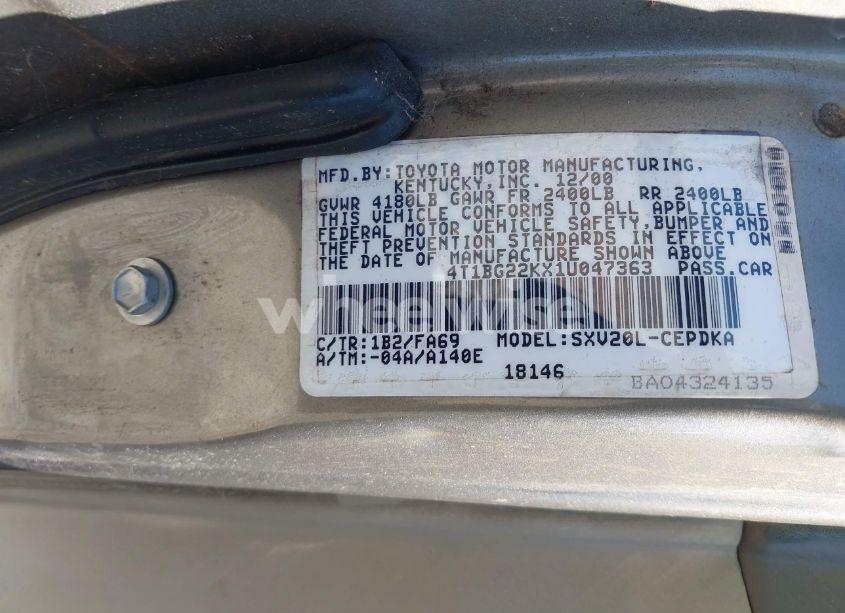 MFD.BY:TOYOTA MOTOR MANUFACTURING,
KENTUCKY,INC. 12/00
GVWR 4180LB GAWR FR 2400LB RR 2400LB
THIS VEHICLE CONFORMS TO ALL APPLICABLE
FEDERAL MOTOR VEHICLE SAFETY,BUMPER AND
THEFT PREVENTION STANDARDS IN EFFECT ON
THE DATE OF MANUFACTURE SHOWN ABOVE
4T1BG22KX1U047363 PASS.CAR
wheelwise
C/TR:1B2/FA69 MODEL:SXV20L-CEPDKA
A/TM:-04A/A140E
18146
BA04324135